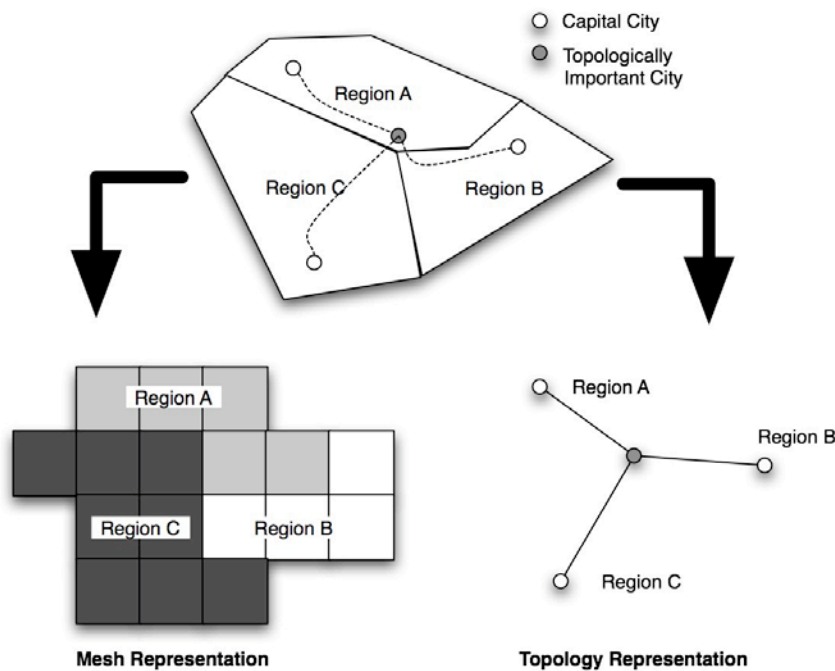 Capital City
Topologically
Important City
Region A
Region C
Region B
Region A
Region C
Region B
Mesh Representation
Region A
Region B
Region C
Topology Representation